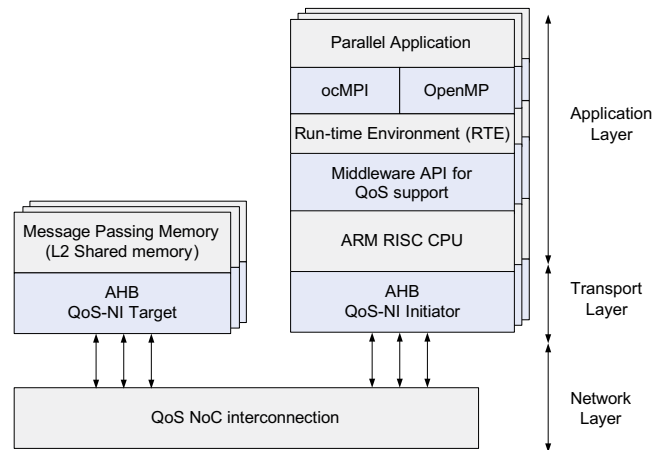 Parallel Application
ocMPI
OpenMP
Run-time Environment (RTE)
Middleware API for
QoS support
ARM RISC CPU
AHB
QoS-NI Initiator
Application
Layer
Transport
Layer
Network
Layer
Message Passing Memory
(L2 Shared memory)
AHB
QoS-NI Target
QoS NoC interconnection